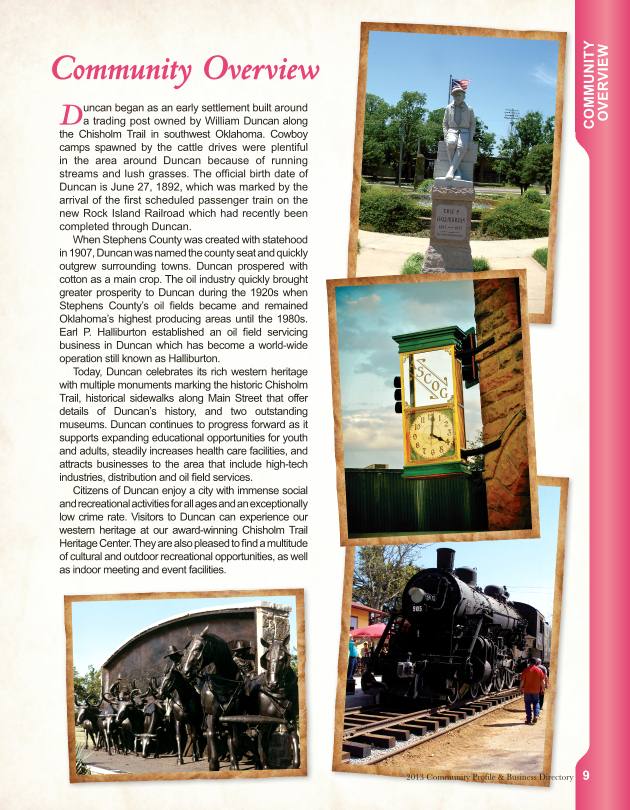 Community Overview
Duncan began as an early settlement built around
a trading post owned by William Duncan along
the Chisholm Trail in southwest Oklahoma. Cowboy
camps spawned by the cattle drives were plentiful
in the area around Duncan because of running
streams and lush grasses. The official birth date of
Duncan is June 27, 1892, which was marked by the
arrival of the first scheduled passenger train on the
new Rock Island Railroad which had recently been
completed through Duncan.
When Stephens County was created with statehood
in 1907, Duncan was named the county seat and quickly
outgrew surrounding towns. Duncan prospered with
cotton as a main crop. The oil industry quickly brought
greater prosperity to Duncan during the 1920s when
Stephens County's oil fields became and remained
Oklahoma's highest producing areas until the 1980s.
Earl P. Halliburton established an oil field servicing
business in Duncan which has become a world-wide
operation still known as Halliburton.
Today, Duncan celebrates its rich western heritage
with multiple monuments marking the historic Chisholm
Trail, historical sidewalks along Main Street that offer
details of Duncan's history, and two outstanding
museums. Duncan continues to progress forward as it
supports expanding educational opportunities for youth
and adults, steadily increases health care facilities, and
attracts businesses to the area that include high-tech
industries, distribution and oil field services.
Citizens of Duncan enjoy a city with immense social
and recreational activities for all ages and an exceptionally
low crime rate. Visitors to Duncan can experience our
western heritage at our award-winning Chisholm Trail
Heritage Center. They are also pleased to find a multitude
of cultural and outdoor recreational opportunities, as well
as indoor meeting and event facilities.
COMMUNITY
OVERVIEW
ERLE P.
HALLIBURTON
SCOG
905
2013 Community Profile & Business Directory
9